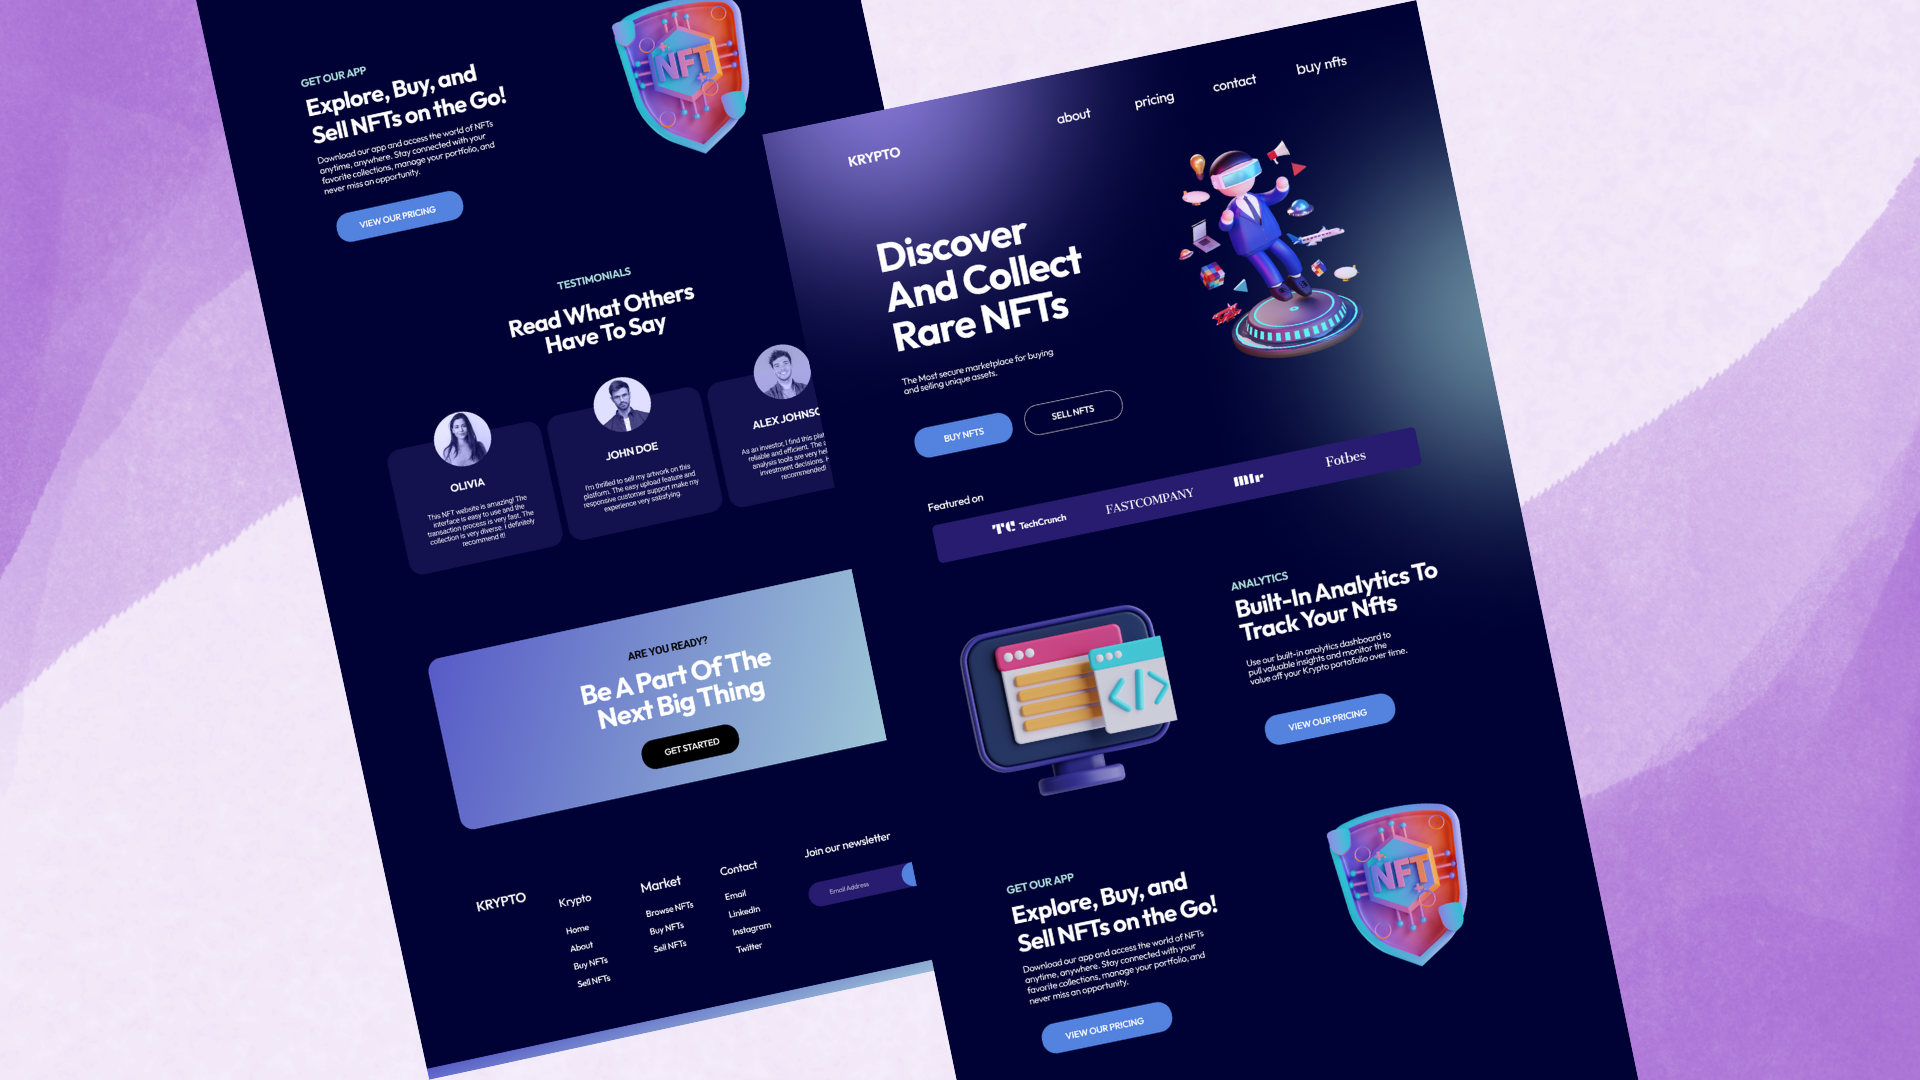 GET OUR APP
Explore, Buy, and
Sell NFTs on the Go!
Download our app and access the world of NFTs
anytime, anywhere. Stay connected with your
favorite collections, manage your portfolio, and
never miss an opportunity.
VIEW OUR PRICING
NFT
TESTIMONIALS
Read What Others
Have To Say
OLIVIA
This NFT website is amazing! The
interface is easy to use and the
transaction process is very fast. The
collection is very diverse. I definitely
recommend it!
JOHN DOE
I'm thrilled to sell my artwork on this
platform. The easy upload feature and
responsive customer support make my
experience very satisfying.
ALEX JOHNSO
As an investor, I find this plat
reliable and efficient. The
analysis tools are very hel
investment decisions. H
recommended!
ARE YOU READY?
Be A Part Of The
Next Big Thing
GET STARTED
KRYPTO
Krypto
Home
About
Buy NFTs
Sell NFTs
Market
Browse NFTs
Buy NFTs
Sell NFTs
Contact
Email
LinkedIn
Instagram
Twitter
Join our newsletter
Email Address
KRYPTO
about
pricing
contact
buy nfts
Discover
And Collect
Rare NFTs
The Most secure marketplace for buying
and selling unique assets.
BUY NFTS
SELL NFTS
Featured on
TC TechCrunch
FASTCOMPANY
Fotbes
ANALYTICS
Built-In Analytics To
Track Your Nfts
Use our built-in analytics dashboard to
pull valuable insights and monitor the
value off your Krypto portofolio over time.
VIEW OUR PRICING
</>
GET OUR APP
Explore, Buy, and
Sell NFTs on the Go!
Download our app and access the world of NFTs
anytime, anywhere. Stay connected with your
favorite collections, manage your portfolio, and
never miss an opportunity.
VIEW OUR PRICING
NFT